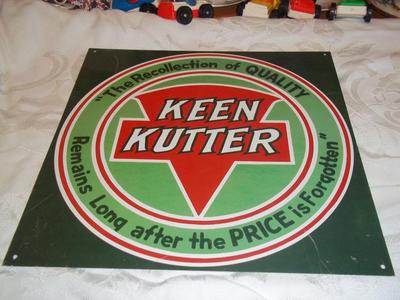 "The Recollection of QUALITY
KEEN
KUTTER
Remains Long after the PRICE is Forgotten"